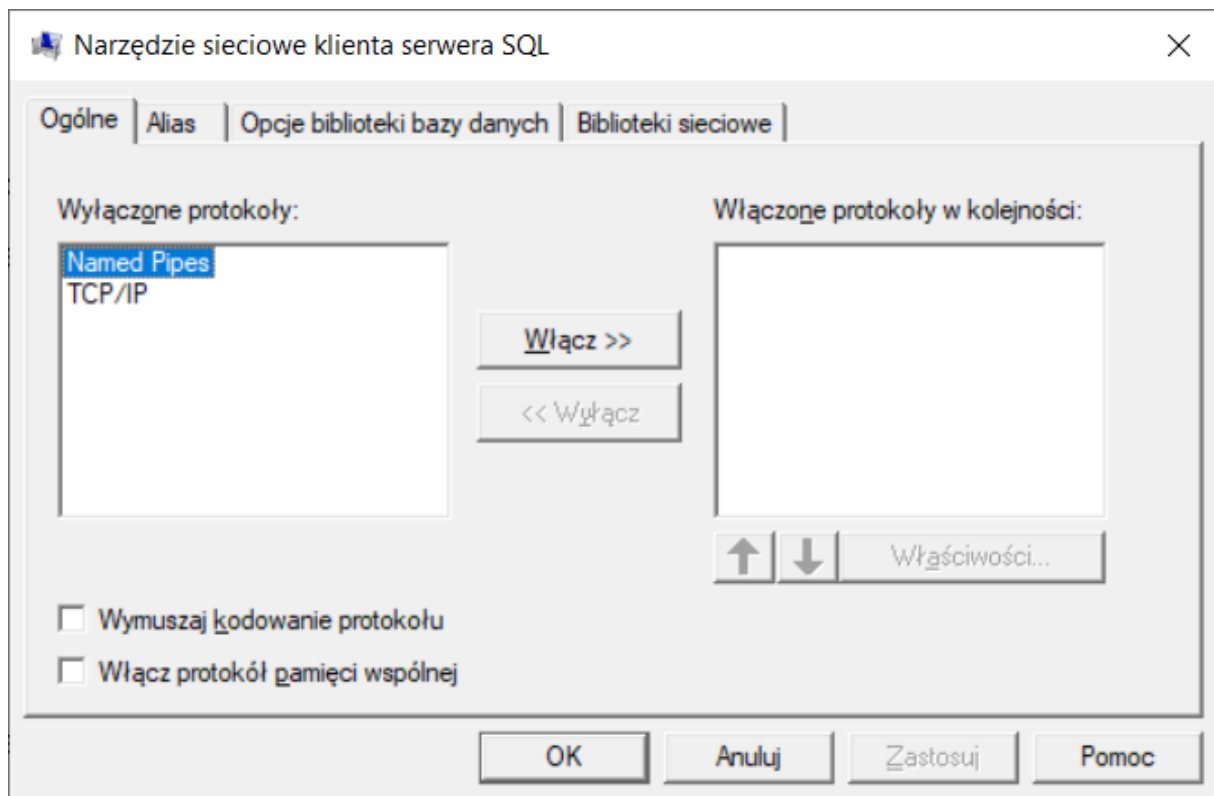 Narzędzie sieciowe klienta serwera SQL
Ogólne
Alias
Opcje biblioteki bazy danych
Biblioteki sieciowe
Wyłączone protokoły:
Włączone protokoły w kolejności:
Named Pipes
TCP/IP
Włącz >>
<< Wyłącz
Właściwości...
Wymuszaj kodowanie protokołu
Włącz protokół pamięci wspólnej
OK
Anuluj
Zastosuj
Pomoc